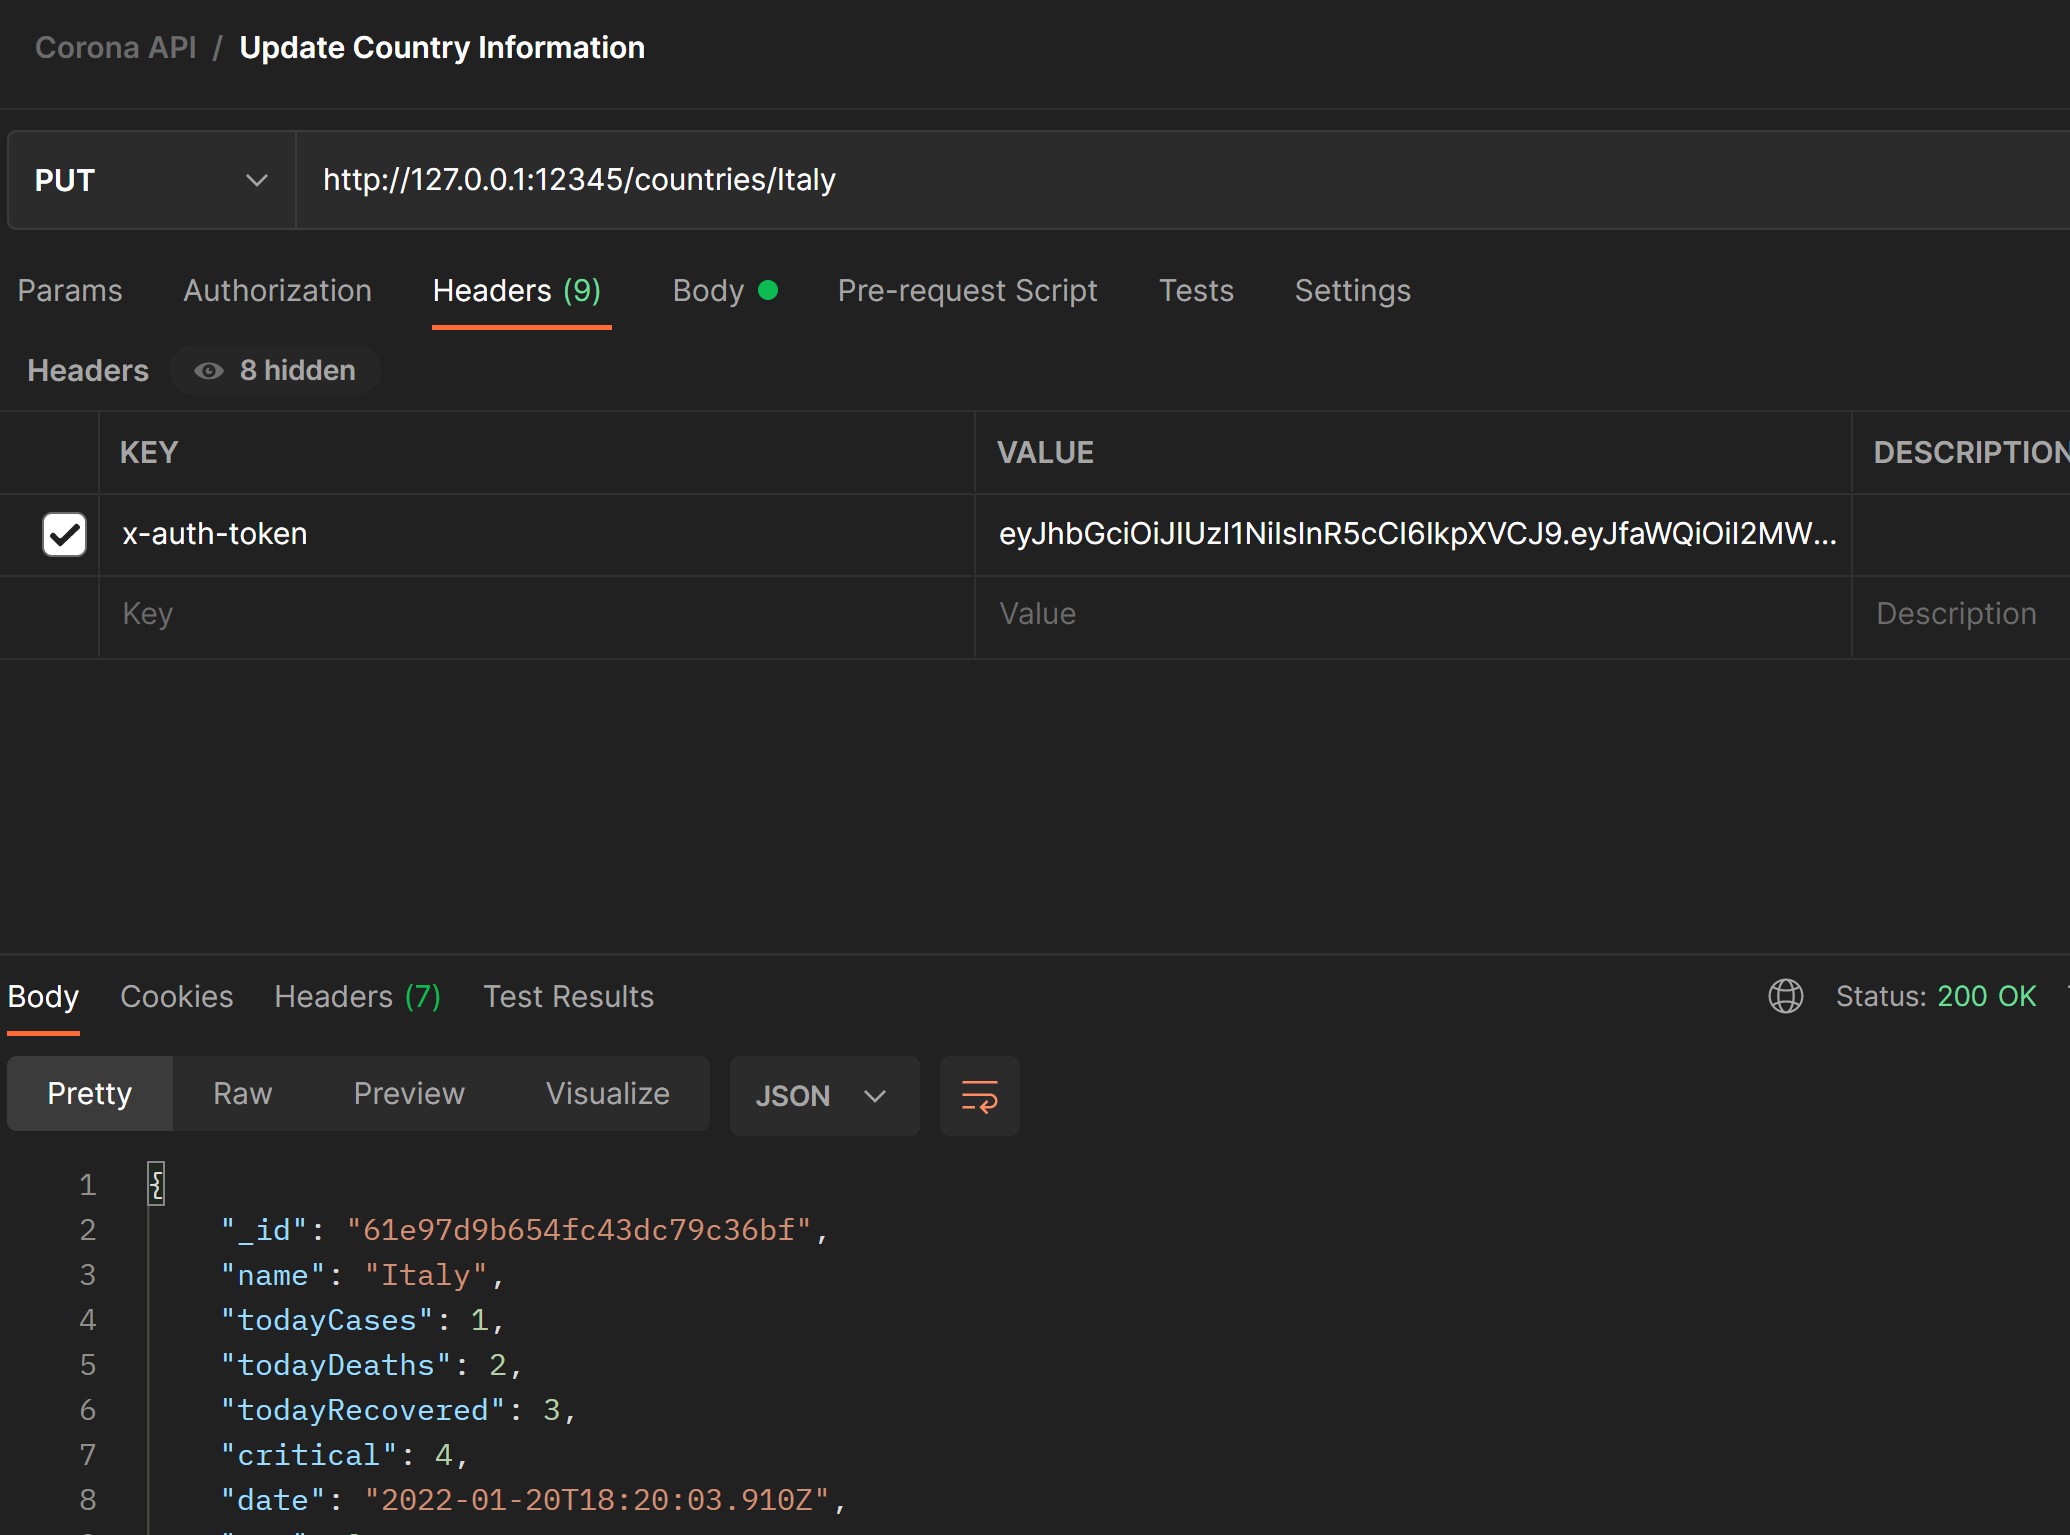 Corona API / Update Country Information
PUT http://127.0.0.1:12345/countries/Italy
Params Authorization Headers (9) Body Pre-request Script Tests Settings
Headers 8 hidden
KEY VALUE DESCRIPTION
x-auth-token eyJhbGciOiJIUzI1NiIsInR5cCI6IkpXVCJ9.eyJfaWQiOiI2MW...
Key Value Description
Body Cookies Headers (7) Test Results Status: 200 OK
Pretty Raw Preview Visualize JSON
1 {
2 "_id": "61e97d9b654fc43dc79c36bf",
3 "name": "Italy",
4 "todayCases": 1,
5 "todayDeaths": 2,
6 "todayRecovered": 3,
7 "critical": 4,
8 "date": "2022-01-20T18:20:03.910Z",